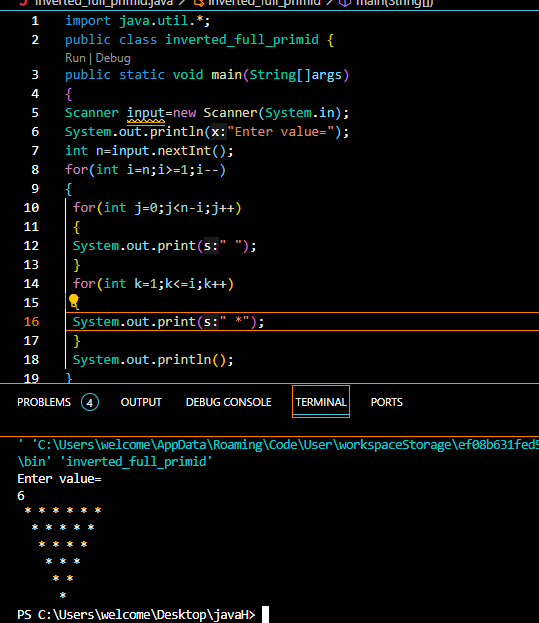 inverted_full_primid.java > inverted_full_primid > main(String[])
1 import java.util.*;
2 public class inverted_full_primid {
Run | Debug
3 public static void main(String[]args)
4 {
5 Scanner input=new Scanner(System.in);
6 System.out.println(x:"Enter value=");
7 int n=input.nextInt();
8 for(int i=n;i>=1;i--)
9 {
10 for(int j=0;j<n-i;j++)
11 {
12 System.out.print(s:" ");
13 }
14 for(int k=1;k<=i;k++)
15 {
16 System.out.print(s:" *");
17 }
18 System.out.println();
19 }
PROBLEMS 4 OUTPUT DEBUG CONSOLE TERMINAL PORTS
' 'C:\Users\welcome\AppData\Roaming\Code\User\workspaceStorage\ef08b631fed5
\bin' 'inverted_full_primid'
Enter value=
6
 * * * * * *
  * * * * *
   * * * *
    * * *
     * *
      *
PS C:\Users\welcome\Desktop\javaH>